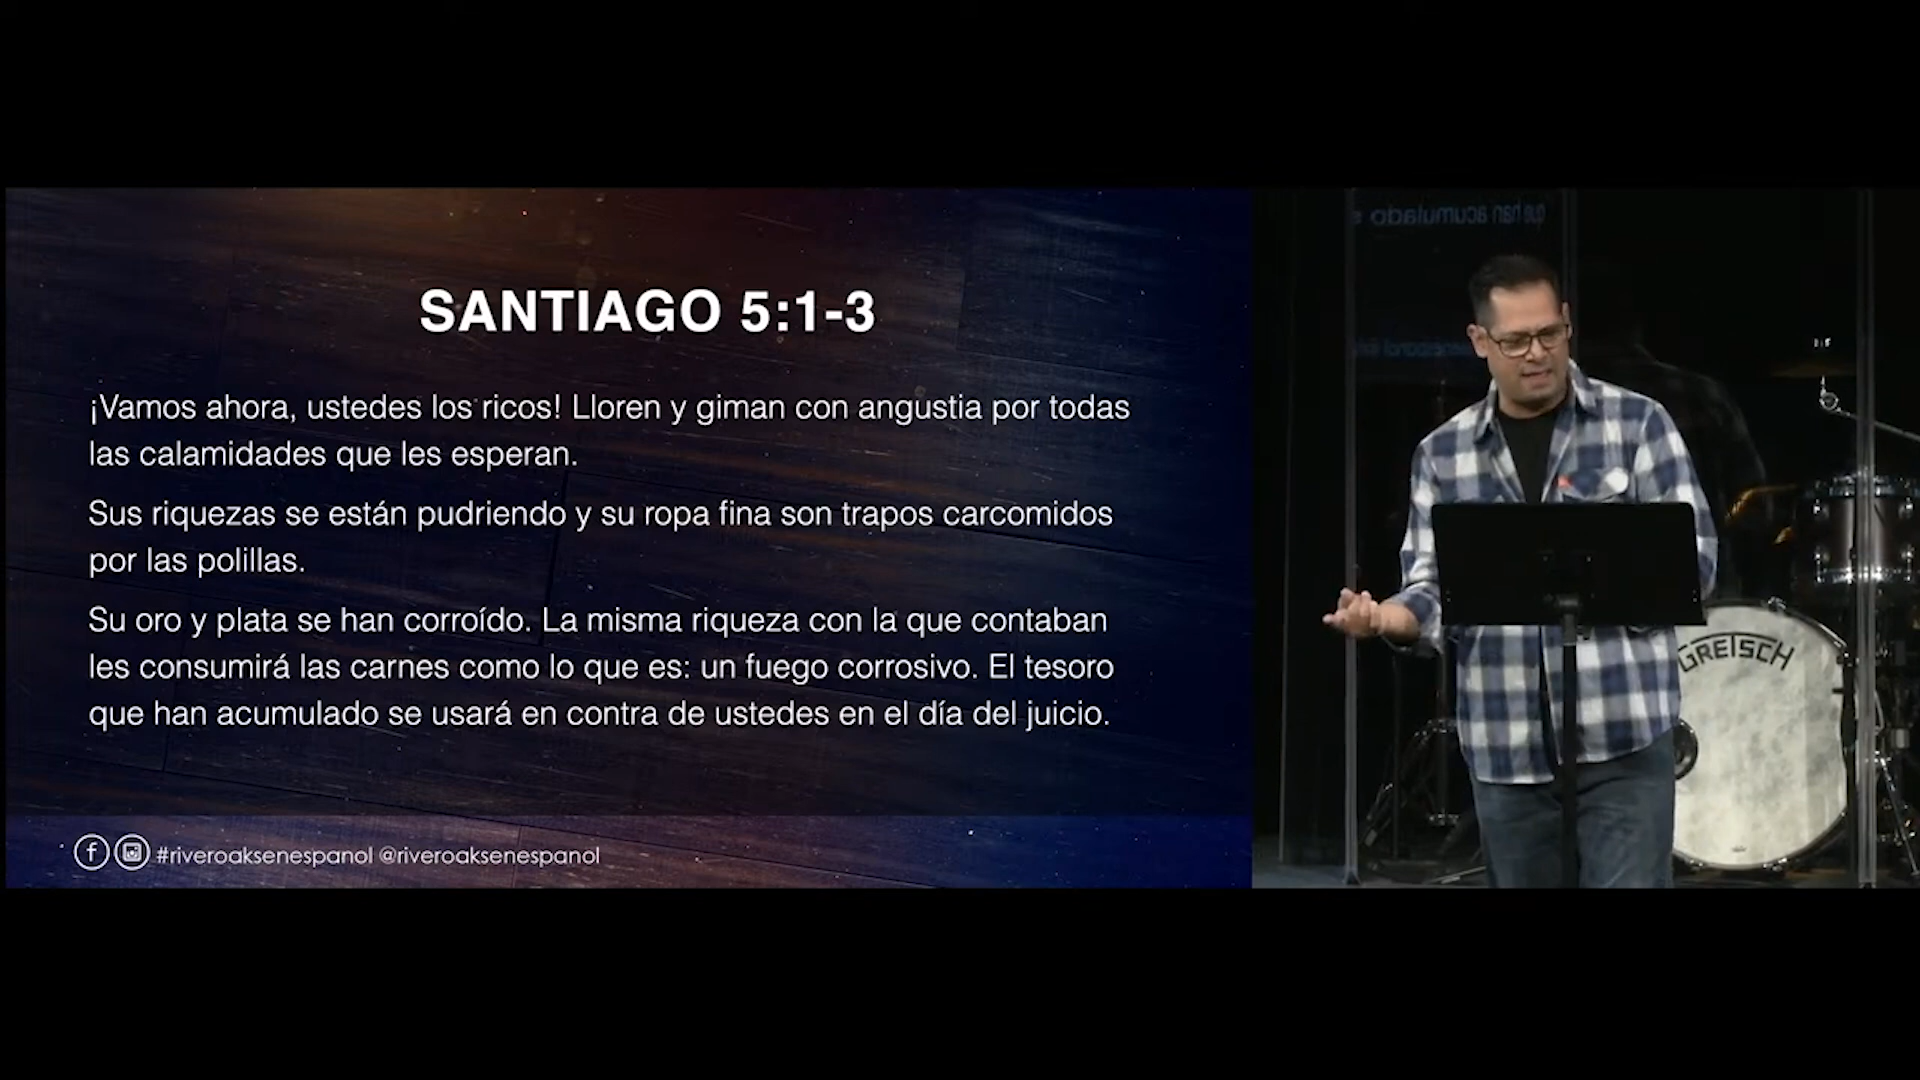 SANTIAGO 5:1-3
¡Vamos ahora, ustedes los ricos! Lloren y giman con angustia por todas
las calamidades que les esperan.
Sus riquezas se están pudriendo y su ropa fina son trapos carcomidos
por las polillas.
Su oro y plata se han corroído. La misma riqueza con la que contaban
les consumirá las carnes como lo que es: un fuego corrosivo. El tesoro
que han acumulado se usará en contra de ustedes en el día del juicio.
#riveroaksenespanol @riveroaksenespanol
que han acumulado s
GRETSCH